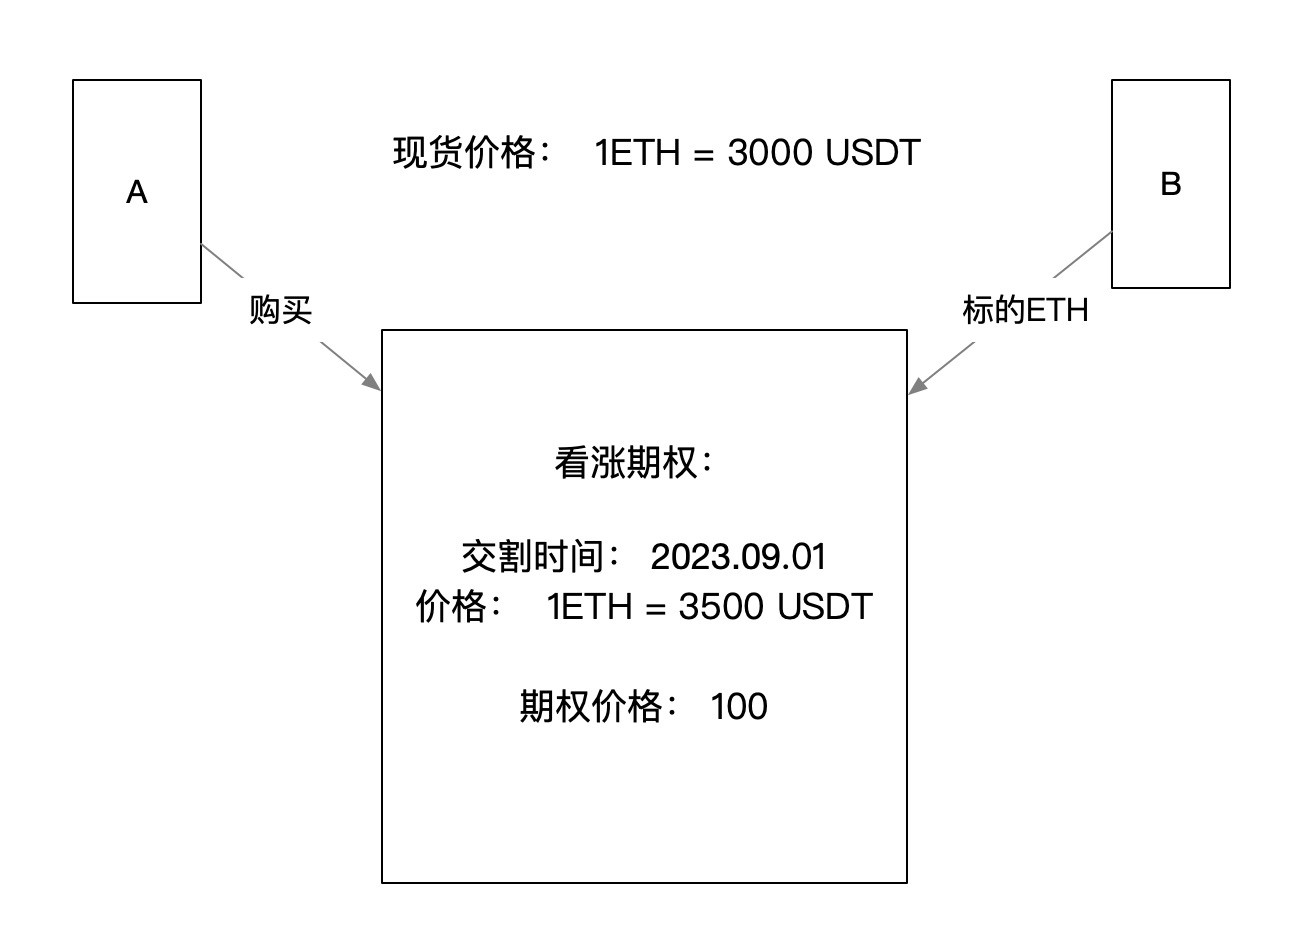 现货价格： 1ETH = 3000 USDT
A
B
购买
标的ETH
看涨期权：
交割时间： 2023.09.01
价格： 1ETH = 3500 USDT
期权价格： 100